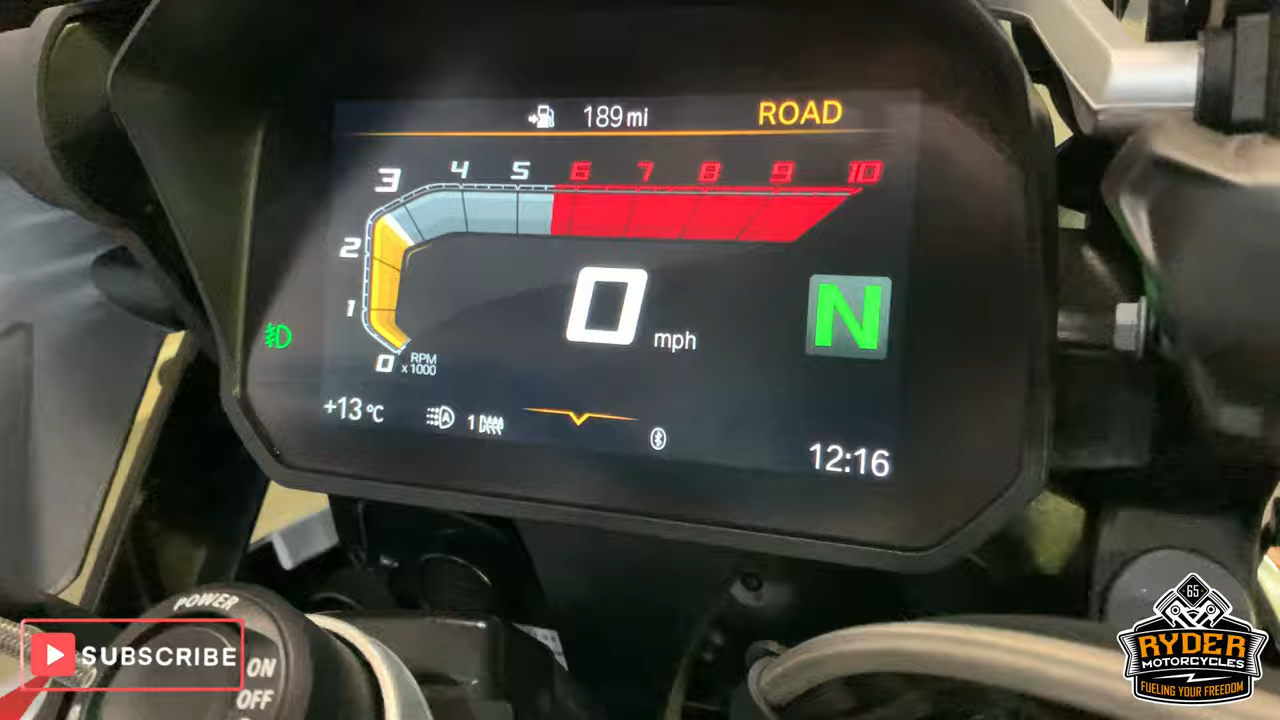 189 mi
ROAD
3 4 5 6 7 8 9 10
2
1
0
RPM
x 1000
0 mph
N
+13 °C
A
1
12:16
POWER
ON
OFF
SUBSCRIBE
65
RYDER
MOTORCYCLES
FUELING YOUR FREEDOM